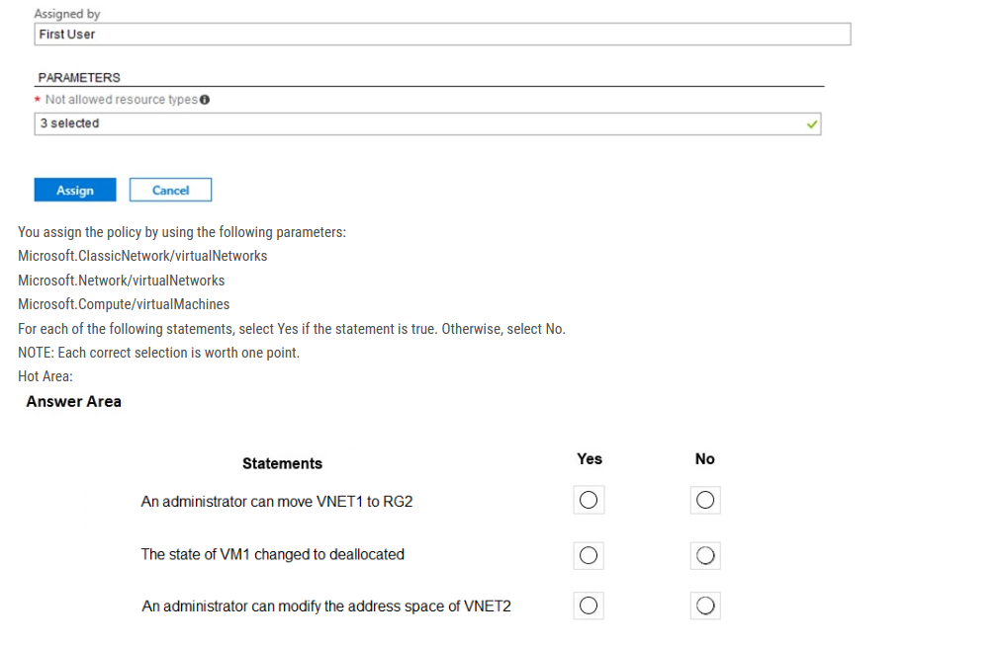 Assigned by
First User
PARAMETERS
* Not allowed resource types
3 selected
Assign Cancel
You assign the policy by using the following parameters:
Microsoft.ClassicNetwork/virtualNetworks
Microsoft.Network/virtualNetworks
Microsoft.Compute/virtualMachines
For each of the following statements, select Yes if the statement is true. Otherwise, select No.
NOTE: Each correct selection is worth one point.
Hot Area:
Answer Area
Statements Yes No
An administrator can move VNET1 to RG2
The state of VM1 changed to deallocated
An administrator can modify the address space of VNET2